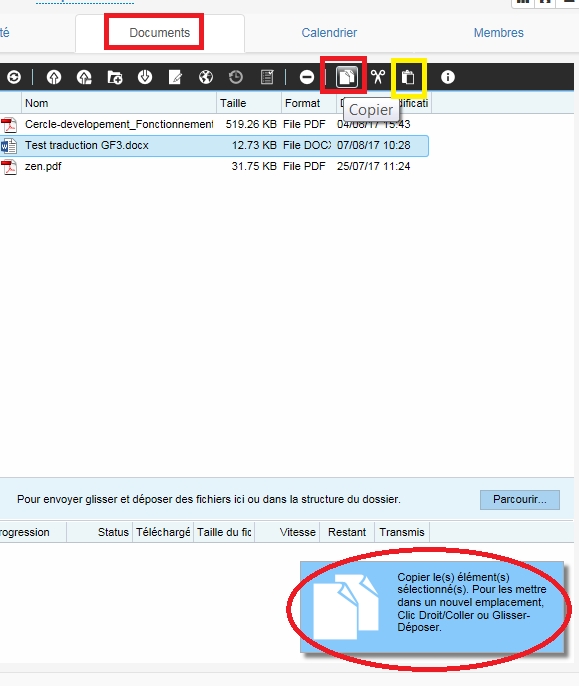 té Documents Calendrier Membres
Nom Taille Format
Copier
Cercle-developement_Fonctionnement 519.26 KB File PDF 04/08/17 15:43
Test traduction GF3.docx 12.73 KB File DOCX 07/08/17 10:28
zen.pdf 31.75 KB File PDF 25/07/17 11:24
Pour envoyer glisser et déposer des fichiers ici ou dans la structure du dossier. Parcourir...
rogression Status Téléchargé Taille du fic Vitesse Restant Transmis
Copier le(s) élément(s)
sélectionné(s). Pour les mettre
dans un nouvel emplacement,
Clic Droit/Coller ou Glisser-
Déposer.